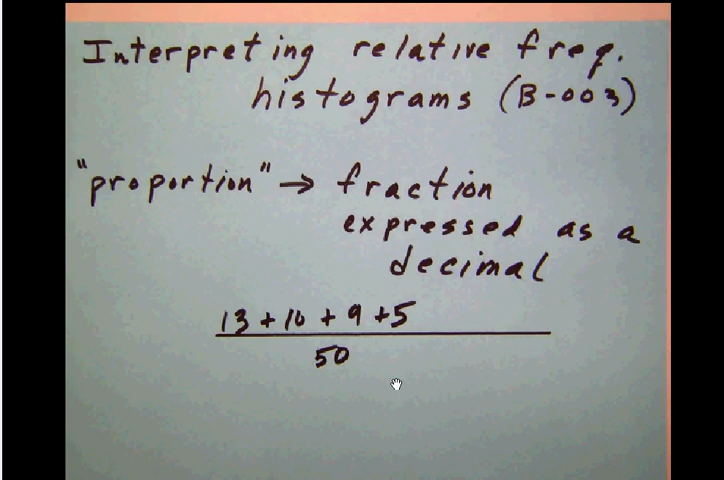 Interpreting relative freq.
histograms (B-003)
"proportion" → fraction
expressed as a
decimal
13 + 10 + 9 + 5
50